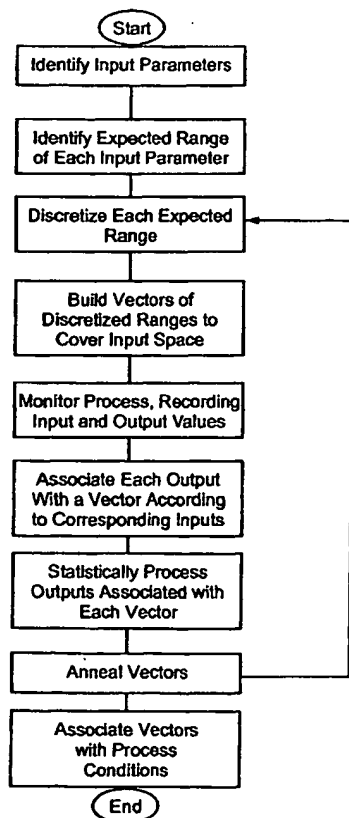 Start
Identify Input Parameters
Identify Expected Range
of Each Input Parameter
Discretize Each Expected
Range
Build Vectors of
Discretized Ranges to
Cover Input Space
Monitor Process, Recording
Input and Output Values
Associate Each Output
With a Vector According
to Corresponding Inputs
Statistically Process
Outputs Associated with
Each Vector
Anneal Vectors
Associate Vectors
with Process
Conditions
End